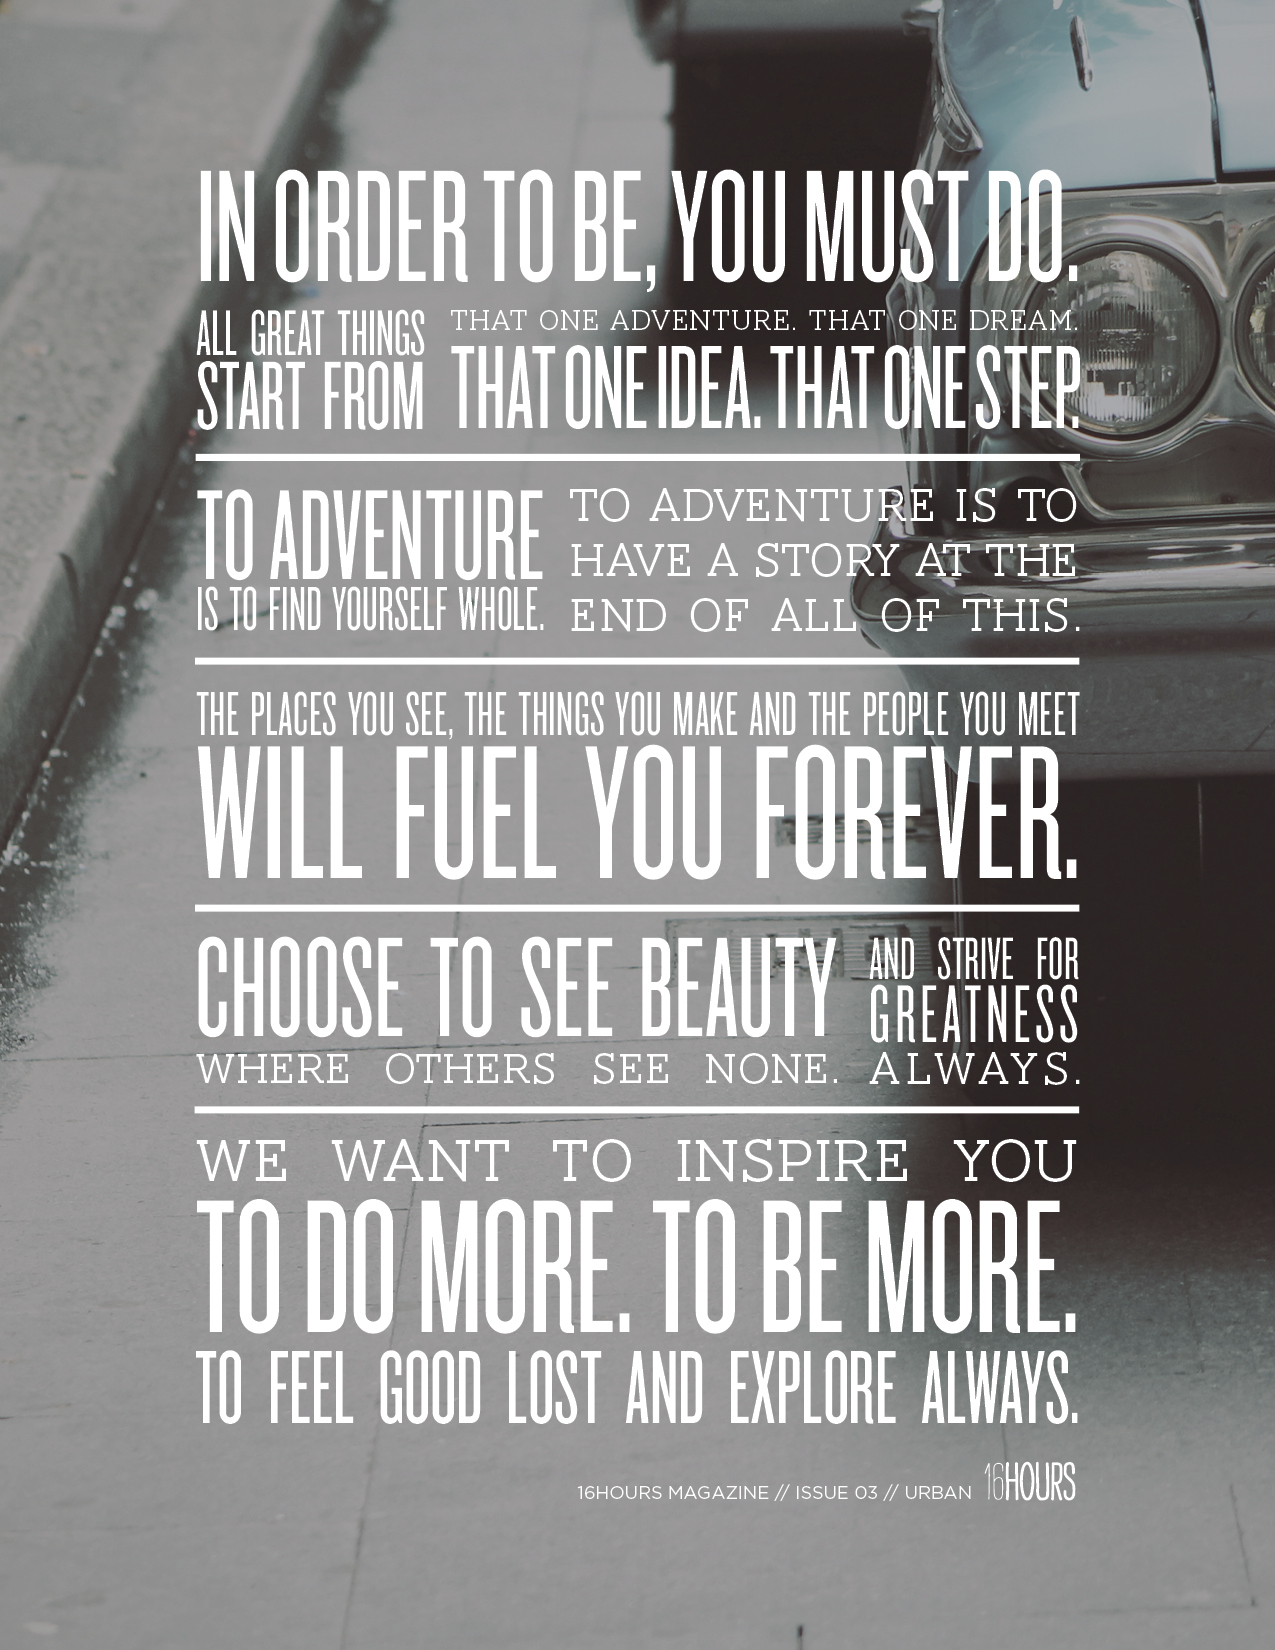 IN ORDER TO BE, YOU MUST DO.
ALL GREAT THINGS
START FROM
THAT ONE ADVENTURE. THAT ONE DREAM.
THAT ONE IDEA. THAT ONE STEP.
TO ADVENTURE
IS TO FIND YOURSELF WHOLE.
TO ADVENTURE IS TO
HAVE A STORY AT THE
END OF ALL OF THIS.
THE PLACES YOU SEE, THE THINGS YOU MAKE AND THE PEOPLE YOU MEET
WILL FUEL YOU FOREVER.
CHOOSE TO SEE BEAUTY
WHERE OTHERS SEE NONE.
AND STRIVE FOR
GREATNESS
ALWAYS.
WE WANT TO INSPIRE YOU
TO DO MORE. TO BE MORE.
TO FEEL GOOD LOST AND EXPLORE ALWAYS.
16HOURS MAGAZINE // ISSUE 03 // URBAN 16HOURS